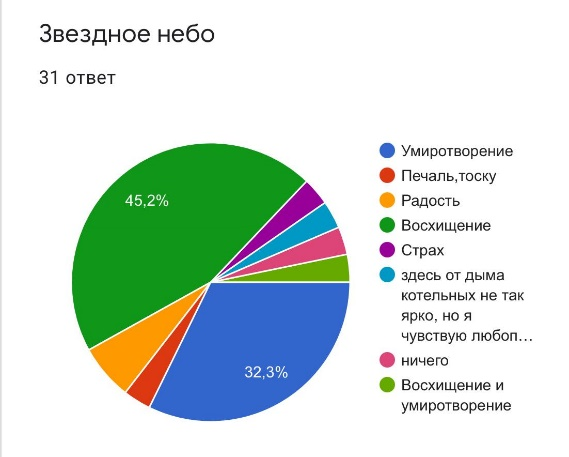 Звездное небо
31 ответ
45,2%
32,3%
Умиротворение
Печаль,тоску
Радость
Восхищение
Страх
здесь от дыма
котельных не так
ярко, но я
чувствую любоп…
ничего
Восхищение и
умиротворение